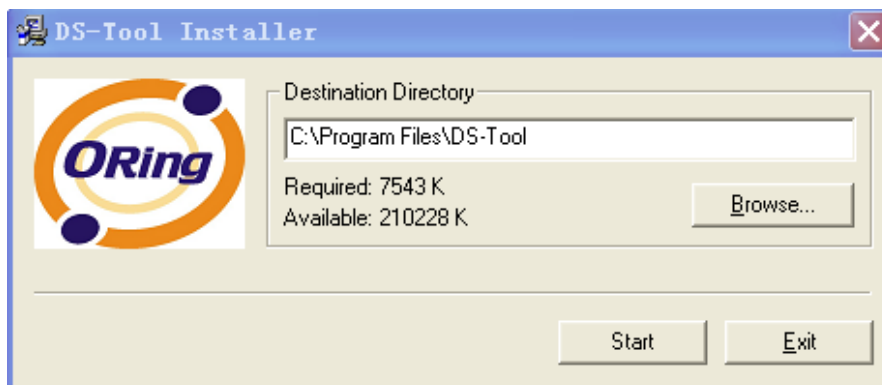 DS-Tool Installer
ORing
Destination Directory
C:\Program Files\DS-Tool
Required: 7543 K
Available: 210228 K
Browse...
Start
Exit